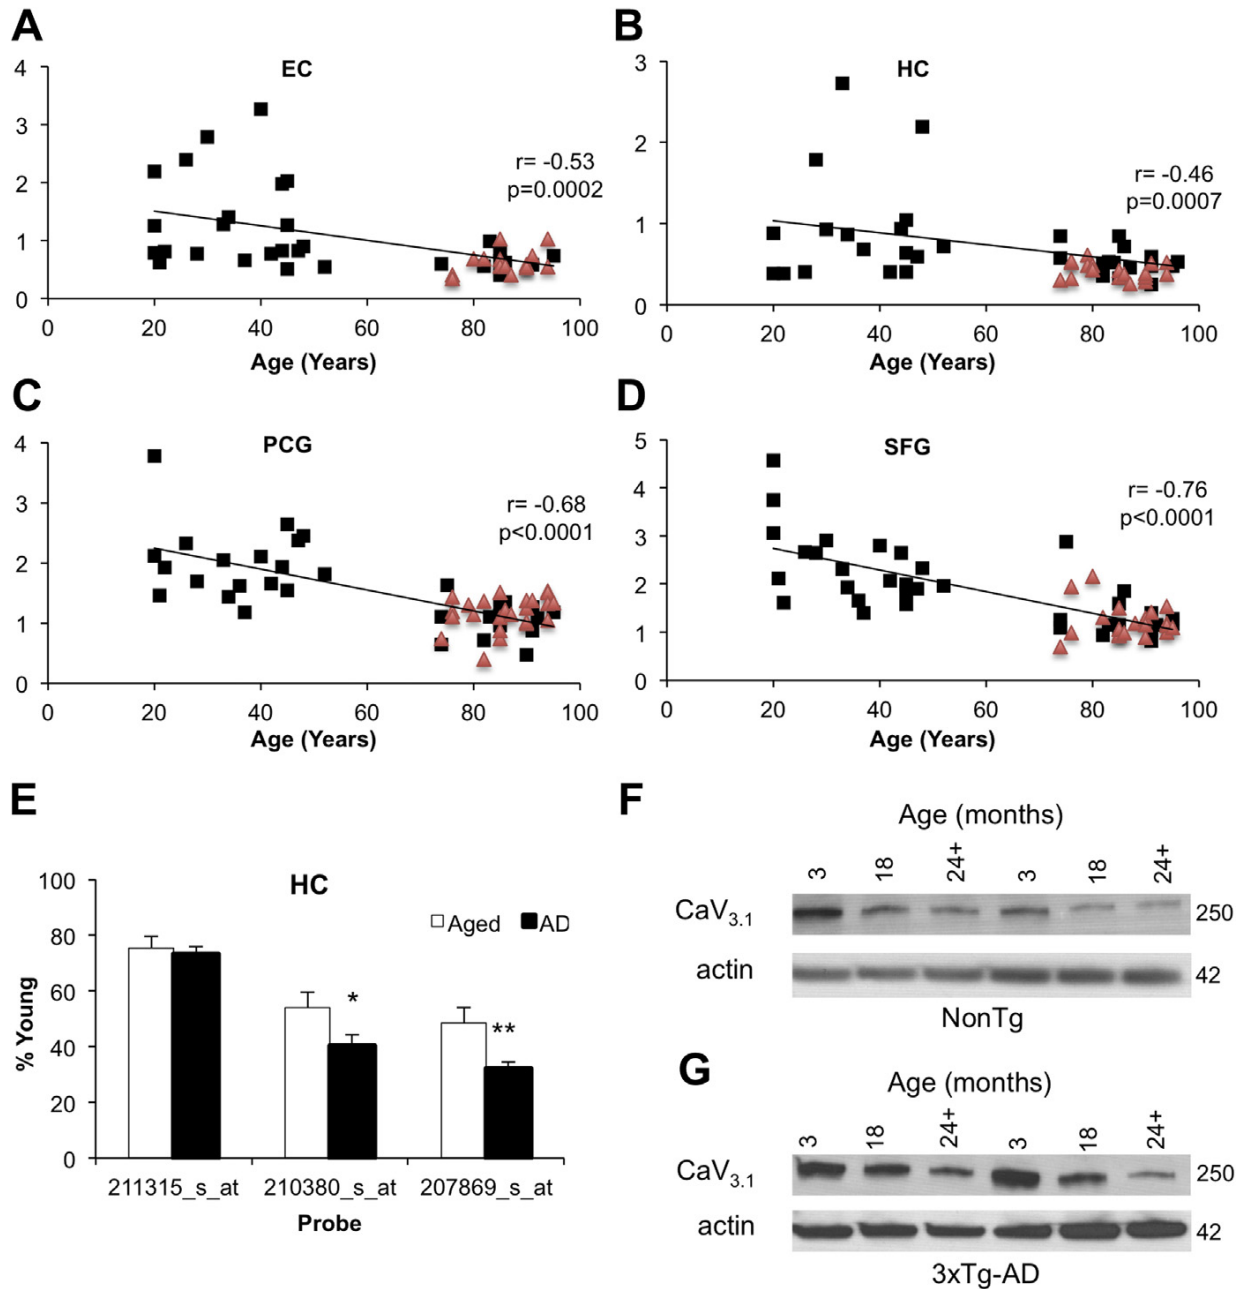 A
EC
4
3
2
1
0
r= -0.53
p=0.0002
0 20 40 60 80 100
Age (Years)
B
HC
3
2
1
0
r= -0.46
p=0.0007
0 20 40 60 80 100
Age (Years)
C
PCG
4
3
2
1
0
r= -0.68
p<0.0001
0 20 40 60 80 100
Age (Years)
D
SFG
5
4
3
2
1
0
r= -0.76
p<0.0001
0 20 40 60 80 100
Age (Years)
E
HC
% Young
100
80
60
40
20
0
Aged AD
*
**
211315_s_at 210380_s_at 207869_s_at
Probe
F
Age (months)
3 18 24+ 3 18 24+
CaV3.1 250
actin 42
NonTg
G
Age (months)
3 18 24+ 3 18 24+
CaV3.1 250
actin 42
3xTg-AD